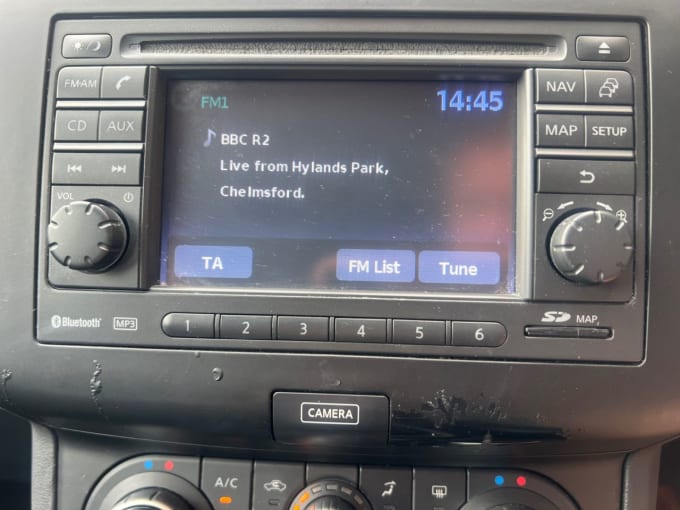 FM1
14:45
BBC R2
Live from Hylands Park,
Chelmsford.
TA
FM List
Tune
FM·AM
CD
AUX
VOL
NAV
MAP
SETUP
Bluetooth
MP3
1
2
3
4
5
6
SD
MAP
CAMERA
A/C